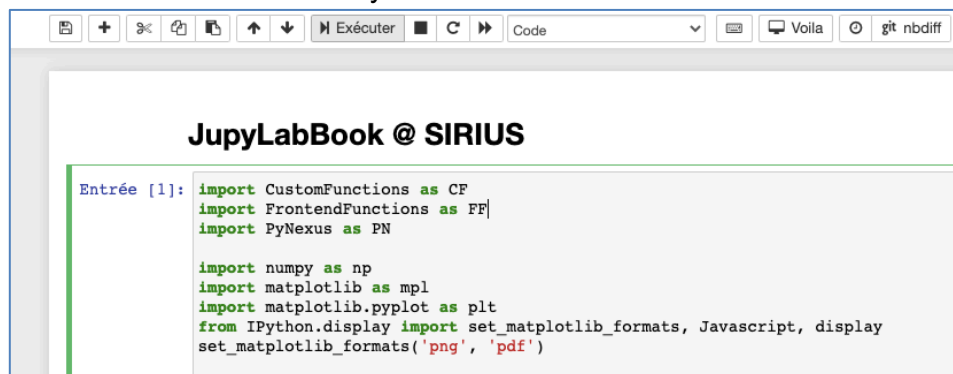 Exécuter Code Voila git nbdiff
JupyLabBook @ SIRIUS
Entrée [1]: import CustomFunctions as CF
import FrontendFunctions as FF
import PyNexus as PN
import numpy as np
import matplotlib as mpl
import matplotlib.pyplot as plt
from IPython.display import set_matplotlib_formats, Javascript, display
set_matplotlib_formats('png', 'pdf')